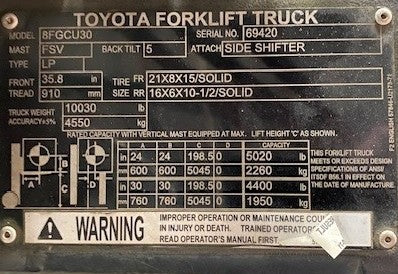 TOYOTA FORKLIFT TRUCK
MODEL 8FGCU30 SERIAL NO. 69420
MAST FSV BACK TILT 5 ATTACH SIDE SHIFTER
TYPE LP
FRONT TREAD 35.8 in TIRE SIZE FR 21X8X15/SOLID
910 mm RR 16X6X10-1/2/SOLID
TRUCK WEIGHT 10030 lb
ACCURACY±5% 4550 kg
RATED CAPACITY WITH VERTICAL MAST EQUIPPED AT MAX. LIFT HEIGHT 'C' AS SHOWN.
A B C D CAPACITY
in 24 24 198.5 0 5020 lb
mm 600 600 5045 0 2260 kg
in 30 30 198.5 0 4400 lb
mm 760 760 5045 0 1950 kg
B C
A D
THIS FORKLIFT TRUCK
MEETS OR EXCEEDS DESIGN
SPECIFICATIONS OF ANSI/
ITSDF B56.1 IN EFFECT ON
THE DATE OF MANUFACTURE.
WARNING
IMPROPER OPERATION OR MAINTENANCE
IN INJURY OR DEATH. TRAINED OPERATOR
READ OPERATOR'S MANUAL FIRST.
F2 ENGLISH